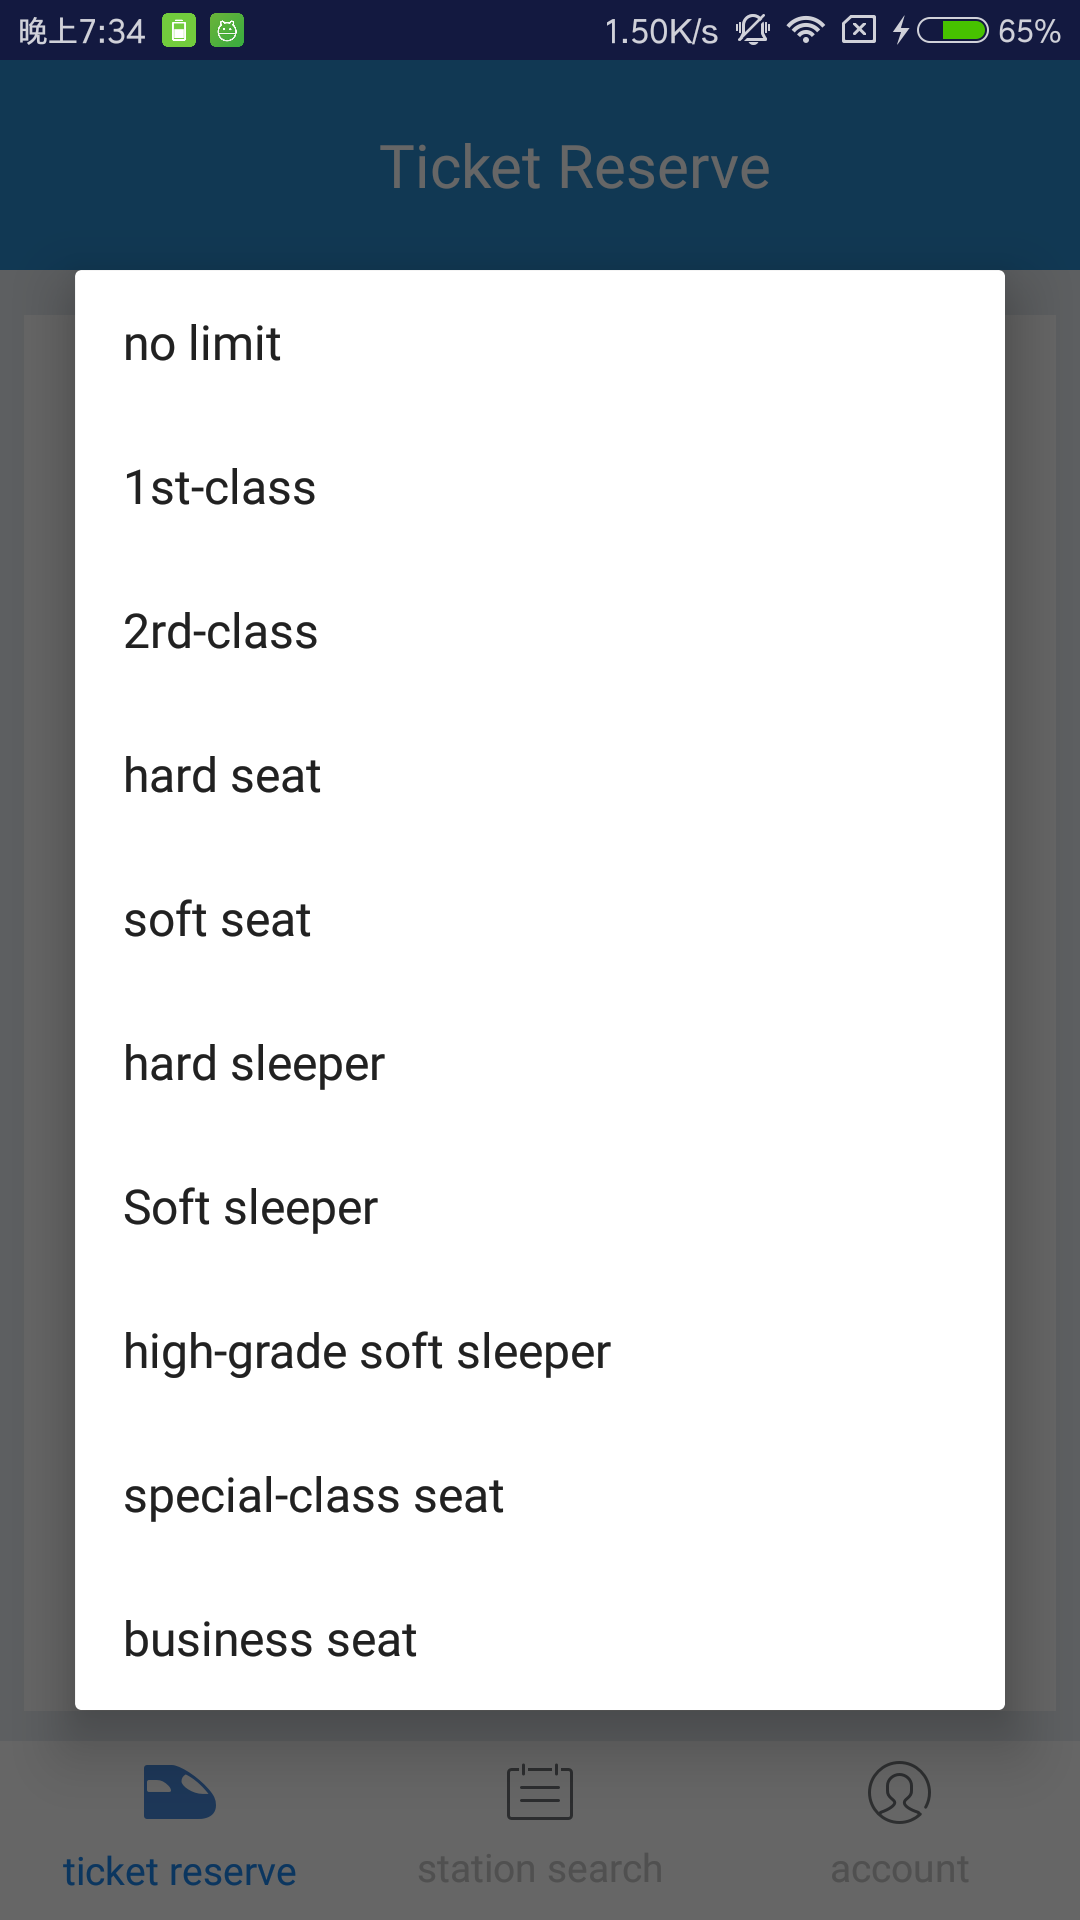 晚上7:34 1.50K/s 65%
Ticket Reserve
no limit
1st-class
2rd-class
hard seat
soft seat
hard sleeper
Soft sleeper
high-grade soft sleeper
special-class seat
business seat
ticket reserve station search account